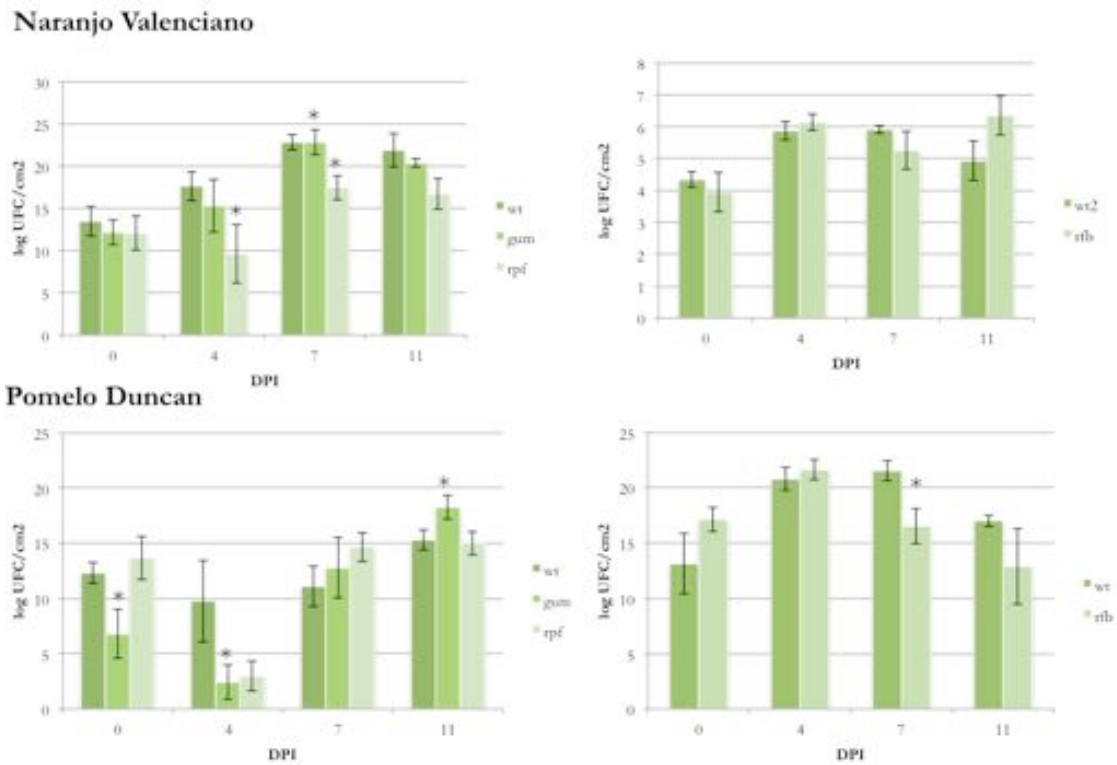 Naranjo Valenciano
30
25
20
15
10
5
0
log UFC/cm2
*
*
*
0 4 7 11
DPI
wt
gum
rpf
8
7
6
5
4
3
2
1
0
log UFC/cm2
0 4 7 11
DPI
wt2
rfb
Pomelo Duncan
25
20
15
10
5
0
log UFC/cm2
*
*
*
0 4 7 11
DPI
wt
gum
rpf
25
20
15
10
5
0
log UFC/cm2
*
0 4 7 11
DPI
wt
rfb